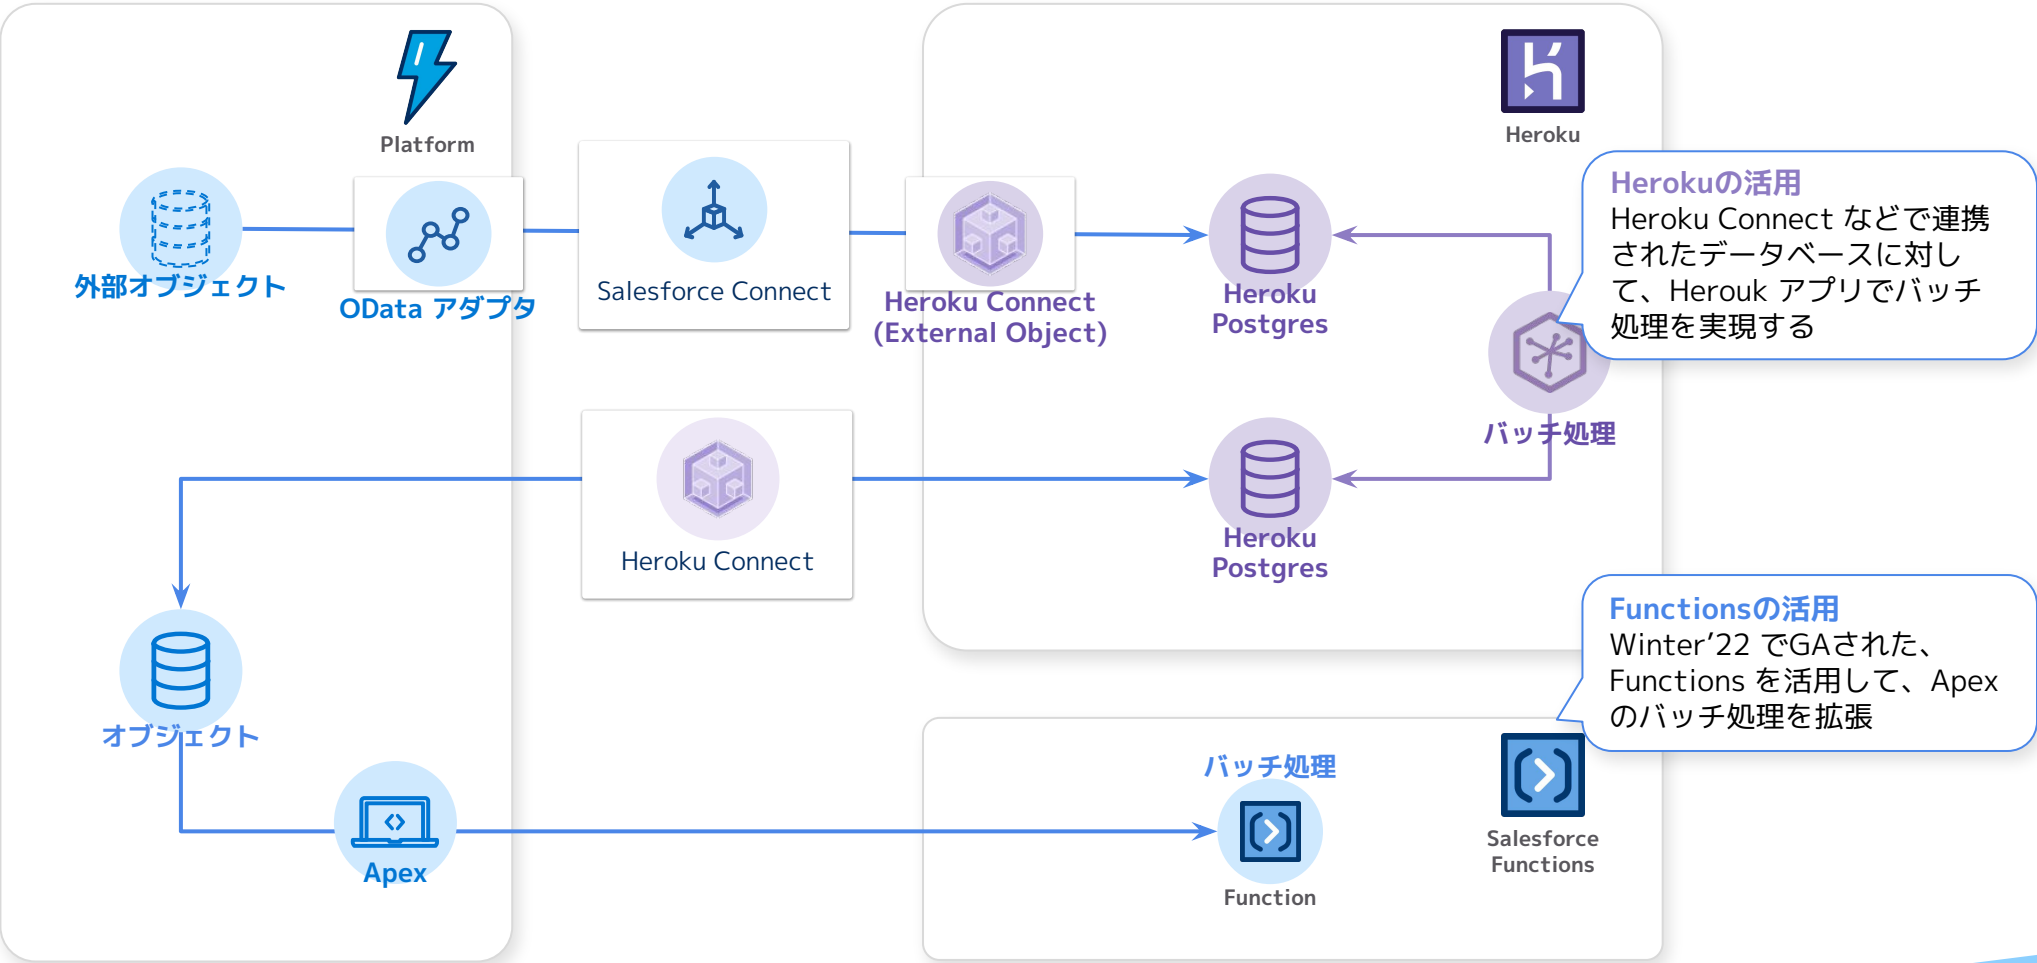 Platform
外部オブジェクト
OData アダプタ
Salesforce Connect
Heroku Connect
(External Object)
Heroku
Postgres
Heroku
Herokuの活用
Heroku Connect などで連携
されたデータベースに対し
て、Herouk アプリでバッチ
処理を実現する
バッチ処理
Heroku Connect
Heroku
Postgres
オブジェクト
Apex
Functionsの活用
Winter’22 でGAされた、
Functions を活用して、Apex
のバッチ処理を拡張
バッチ処理
Function
Salesforce
Functions